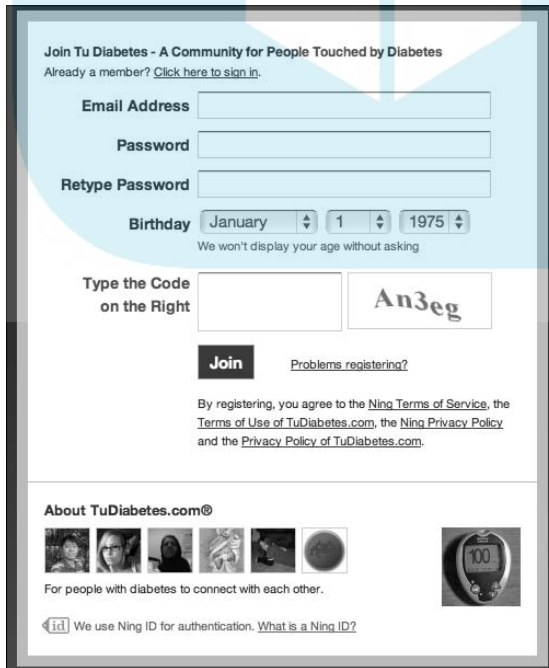 Join Tu Diabetes - A Community for People Touched by Diabetes
Already a member? Click here to sign in.
Email Address
Password
Retype Password
Birthday January 1 1975
We won't display your age without asking
Type the Code
on the Right
An3eg
Join Problems registering?
By registering, you agree to the Ning Terms of Service, the
Terms of Use of TuDiabetes.com, the Ning Privacy Policy
and the Privacy Policy of TuDiabetes.com.
About TuDiabetes.com®
100
For people with diabetes to connect with each other.
id We use Ning ID for authentication. What is a Ning ID?